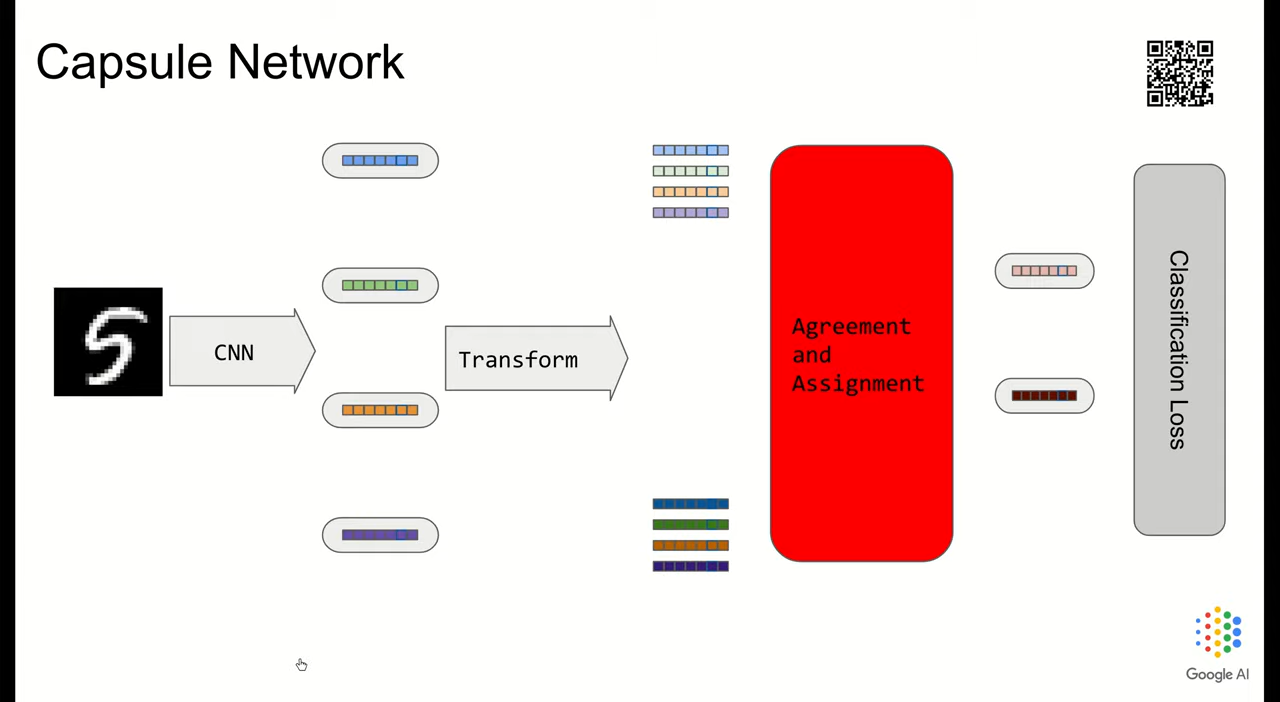 Capsule Network
CNN
Transform
Agreement
and
Assignment
Classification Loss
Google AI